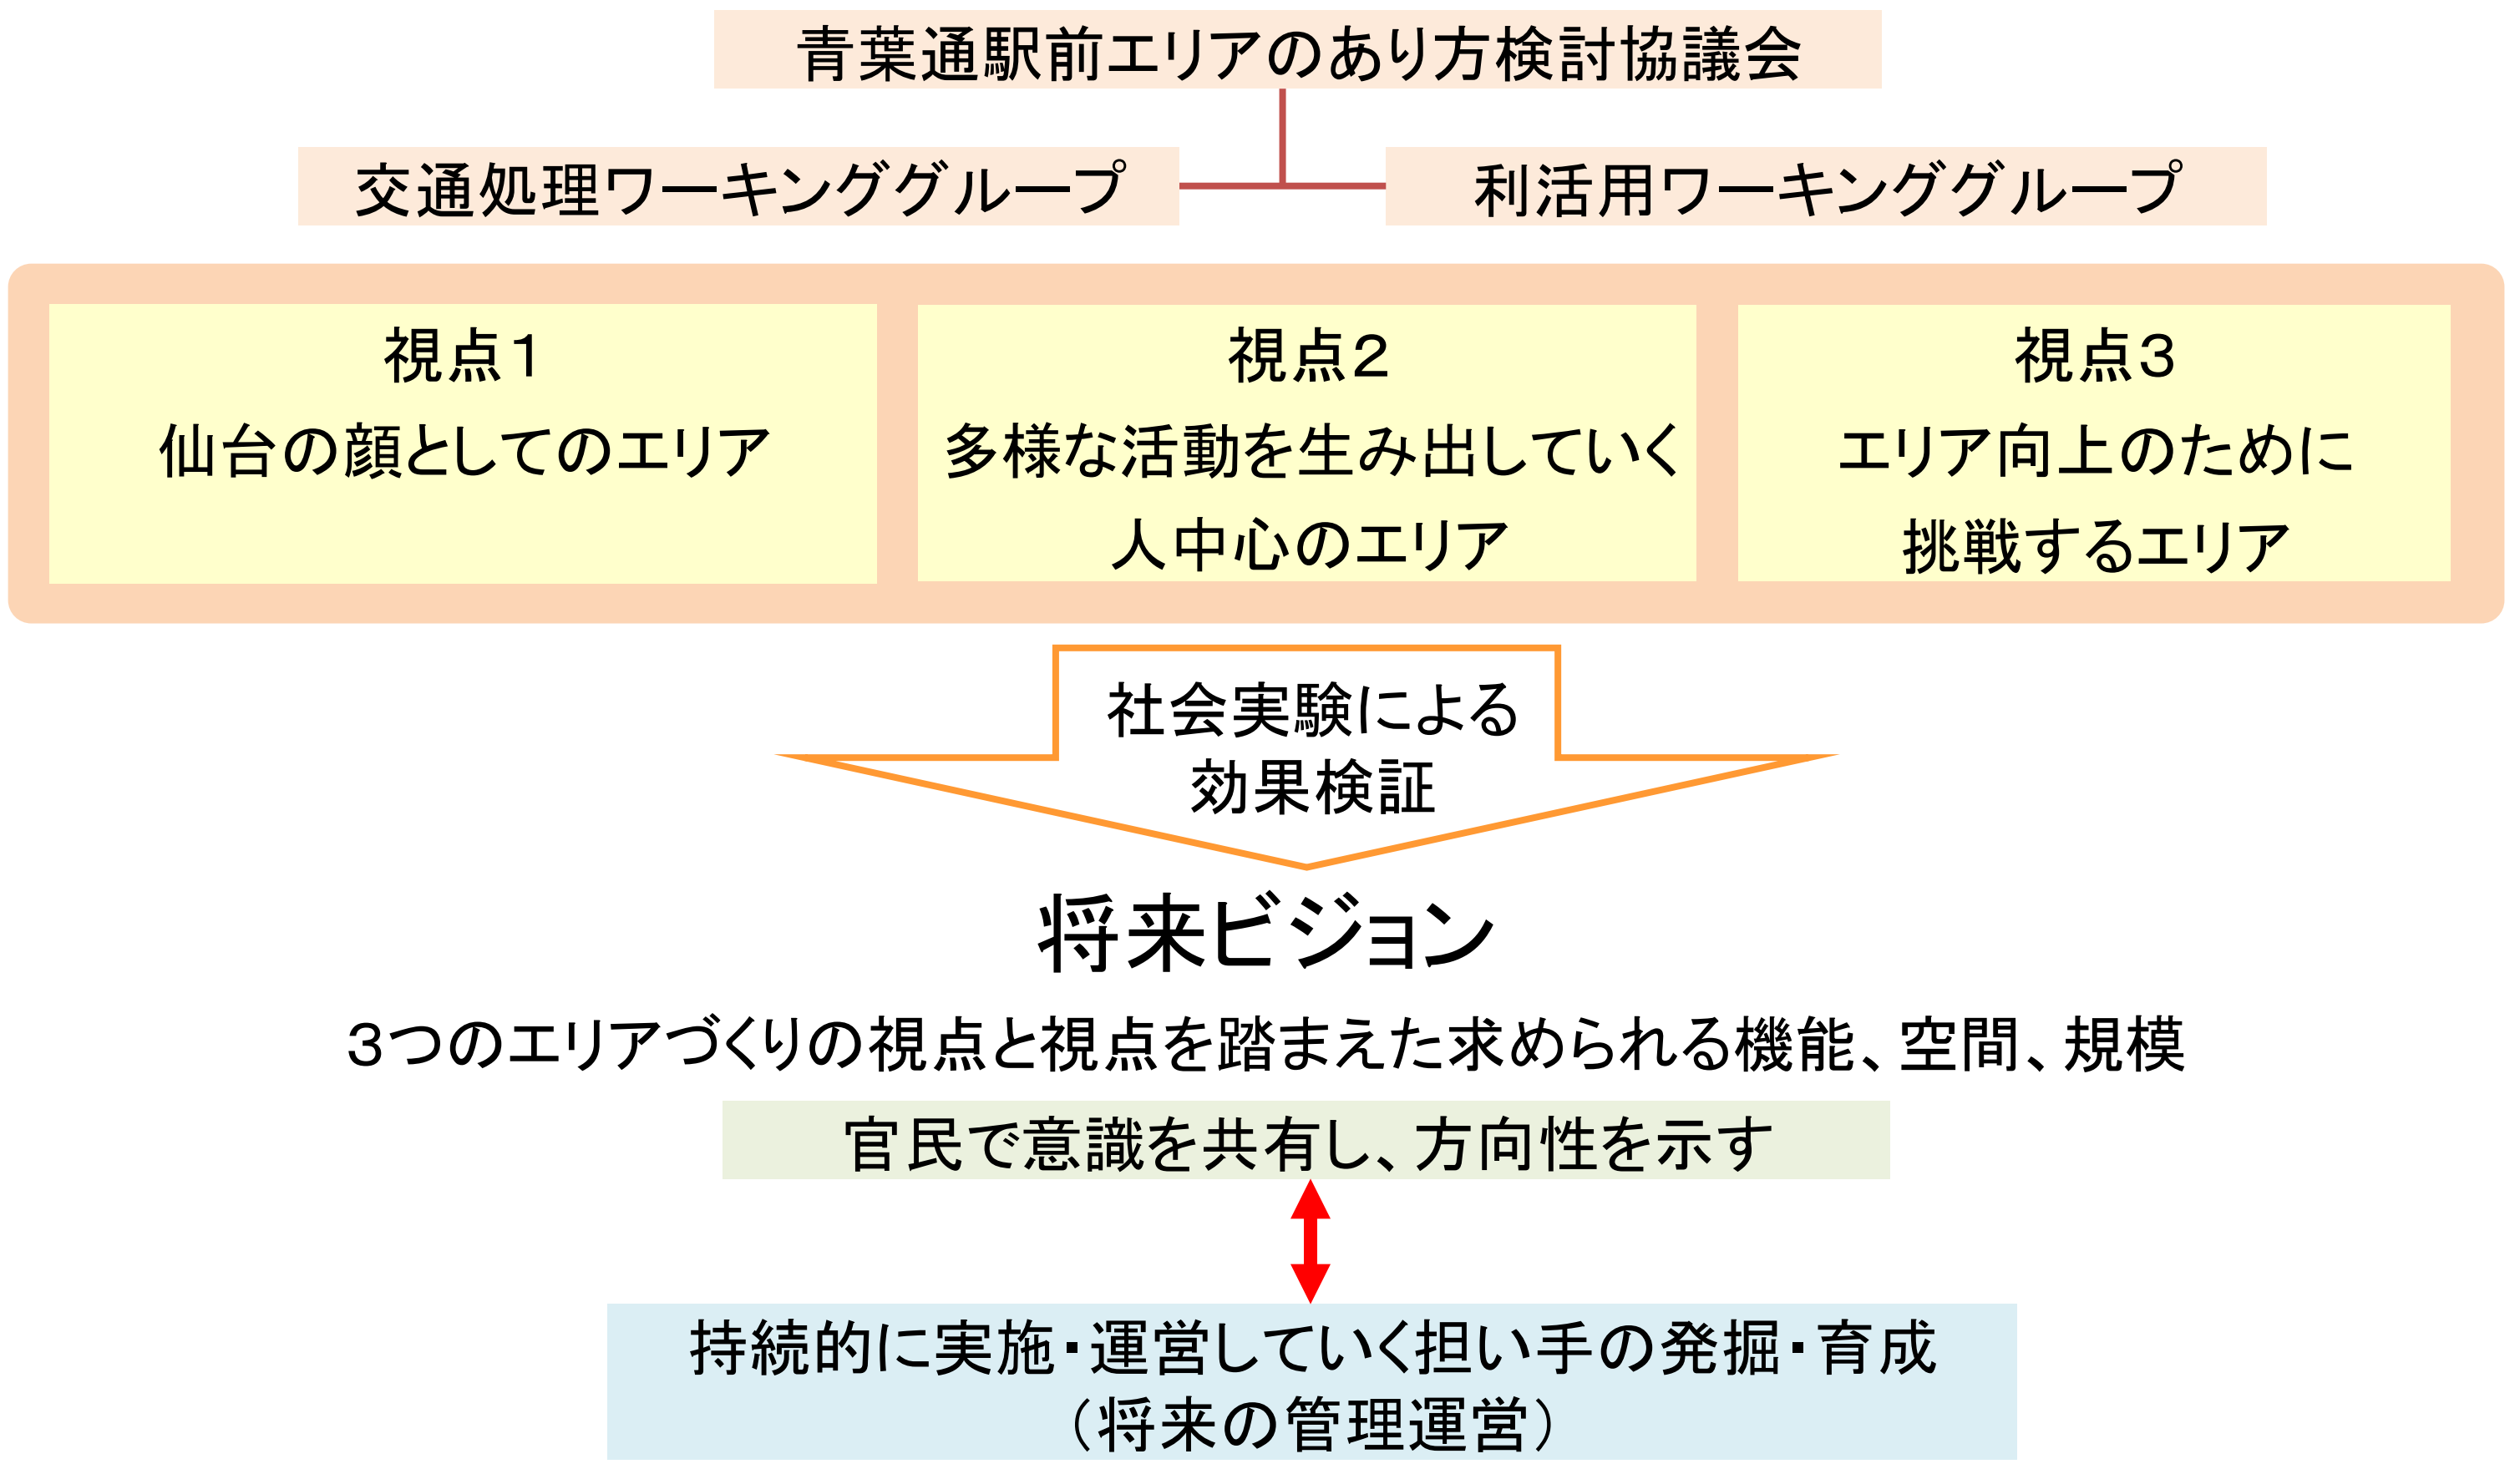 青葉通駅前エリアのあり方検討協議会
交通処理ワーキンググループ
利活用ワーキンググループ
視点１
仙台の顔としてのエリア
視点２
多様な活動を生み出していく
人中心のエリア
視点３
エリア向上のために
挑戦するエリア
社会実験による
効果検証
将来ビジョン
３つのエリアづくりの視点と視点を踏まえた求められる機能、空間、規模
官民で意識を共有し、方向性を示す
持続的に実施・運営していく担い手の発掘・育成
（将来の管理運営）